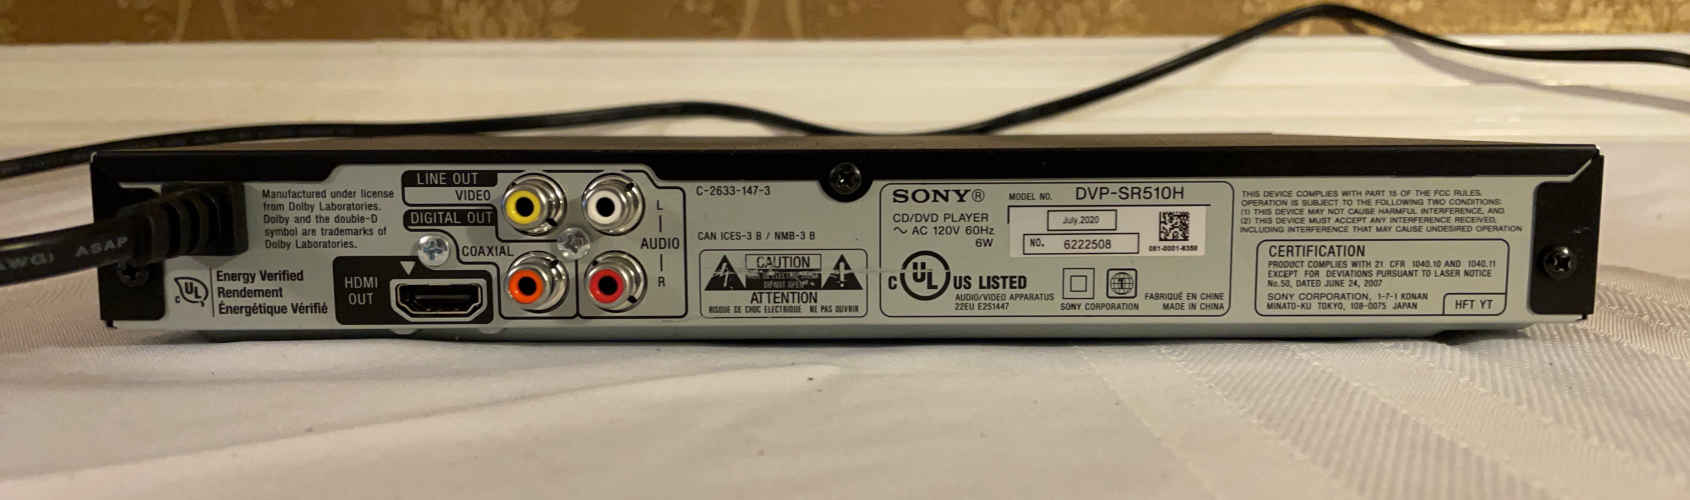 AWG)
ASAP
Manufactured under license
from Dolby Laboratories.
Dolby and the double-D
symbol are trademarks of
Dolby Laboratories.
C UL
Energy Verified
Rendement
Énergétique Vérifié
LINE OUT
VIDEO
DIGITAL OUT
COAXIAL
HDMI
OUT
L
AUDIO
R
C-2633-147-3
CAN ICES-3 B / NMB-3 B
CAUTION
ATTENTION
RISQUE DE CHOC ELECTRIQUE NE PAS OUVRIR
SONY®
CD/DVD PLAYER
~ AC 120V 60Hz
6W
MODEL NO. DVP-SR510H
July,2020
NO. 6222508
C UL US LISTED
AUDIO/VIDEO APPARATUS
22EU E251447
SONY CORPORATION
FABRIQUÉ EN CHINE
MADE IN CHINA
THIS DEVICE COMPLIES WITH PART 15 OF THE FCC RULES.
OPERATION IS SUBJECT TO THE FOLLOWING TWO CONDITIONS:
(1) THIS DEVICE MAY NOT CAUSE HARMFUL INTERFERENCE, AND
(2) THIS DEVICE MUST ACCEPT ANY INTERFERENCE RECEIVED,
INCLUDING INTERFERENCE THAT MAY CAUSE UNDESIRED OPERATION
CERTIFICATION
PRODUCT COMPLIES WITH 21 CFR 1040.10 AND 1040.11
EXCEPT FOR DEVIATIONS PURSUANT TO LASER NOTICE
No.50, DATED JUNE 24, 2007
SONY CORPORATION, 1-7-1 KONAN
MINATO-KU TOKYO, 108-0075 JAPAN
HFT YT